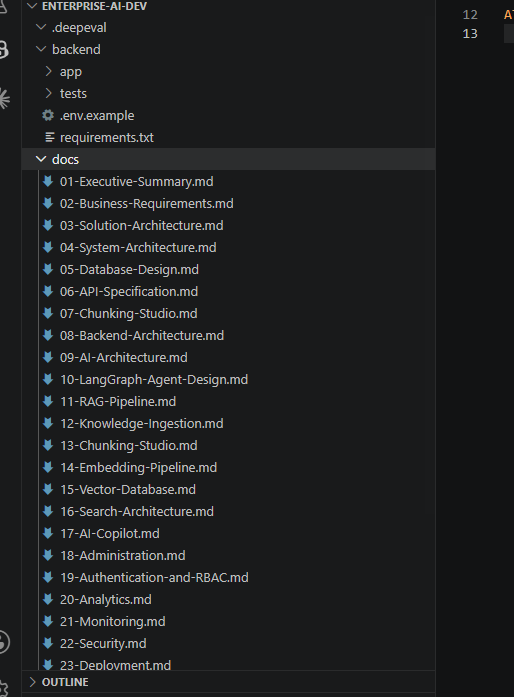 ENTERPRISE-AI-DEV
.deepeval
backend
app
tests
.env.example
requirements.txt
docs
01-Executive-Summary.md
02-Business-Requirements.md
03-Solution-Architecture.md
04-System-Architecture.md
05-Database-Design.md
06-API-Specification.md
07-Chunking-Studio.md
08-Backend-Architecture.md
09-AI-Architecture.md
10-LangGraph-Agent-Design.md
11-RAG-Pipeline.md
12-Knowledge-Ingestion.md
13-Chunking-Studio.md
14-Embedding-Pipeline.md
15-Vector-Database.md
16-Search-Architecture.md
17-AI-Copilot.md
18-Administration.md
19-Authentication-and-RBAC.md
20-Analytics.md
21-Monitoring.md
22-Security.md
23-Deployment.md
OUTLINE
12
13